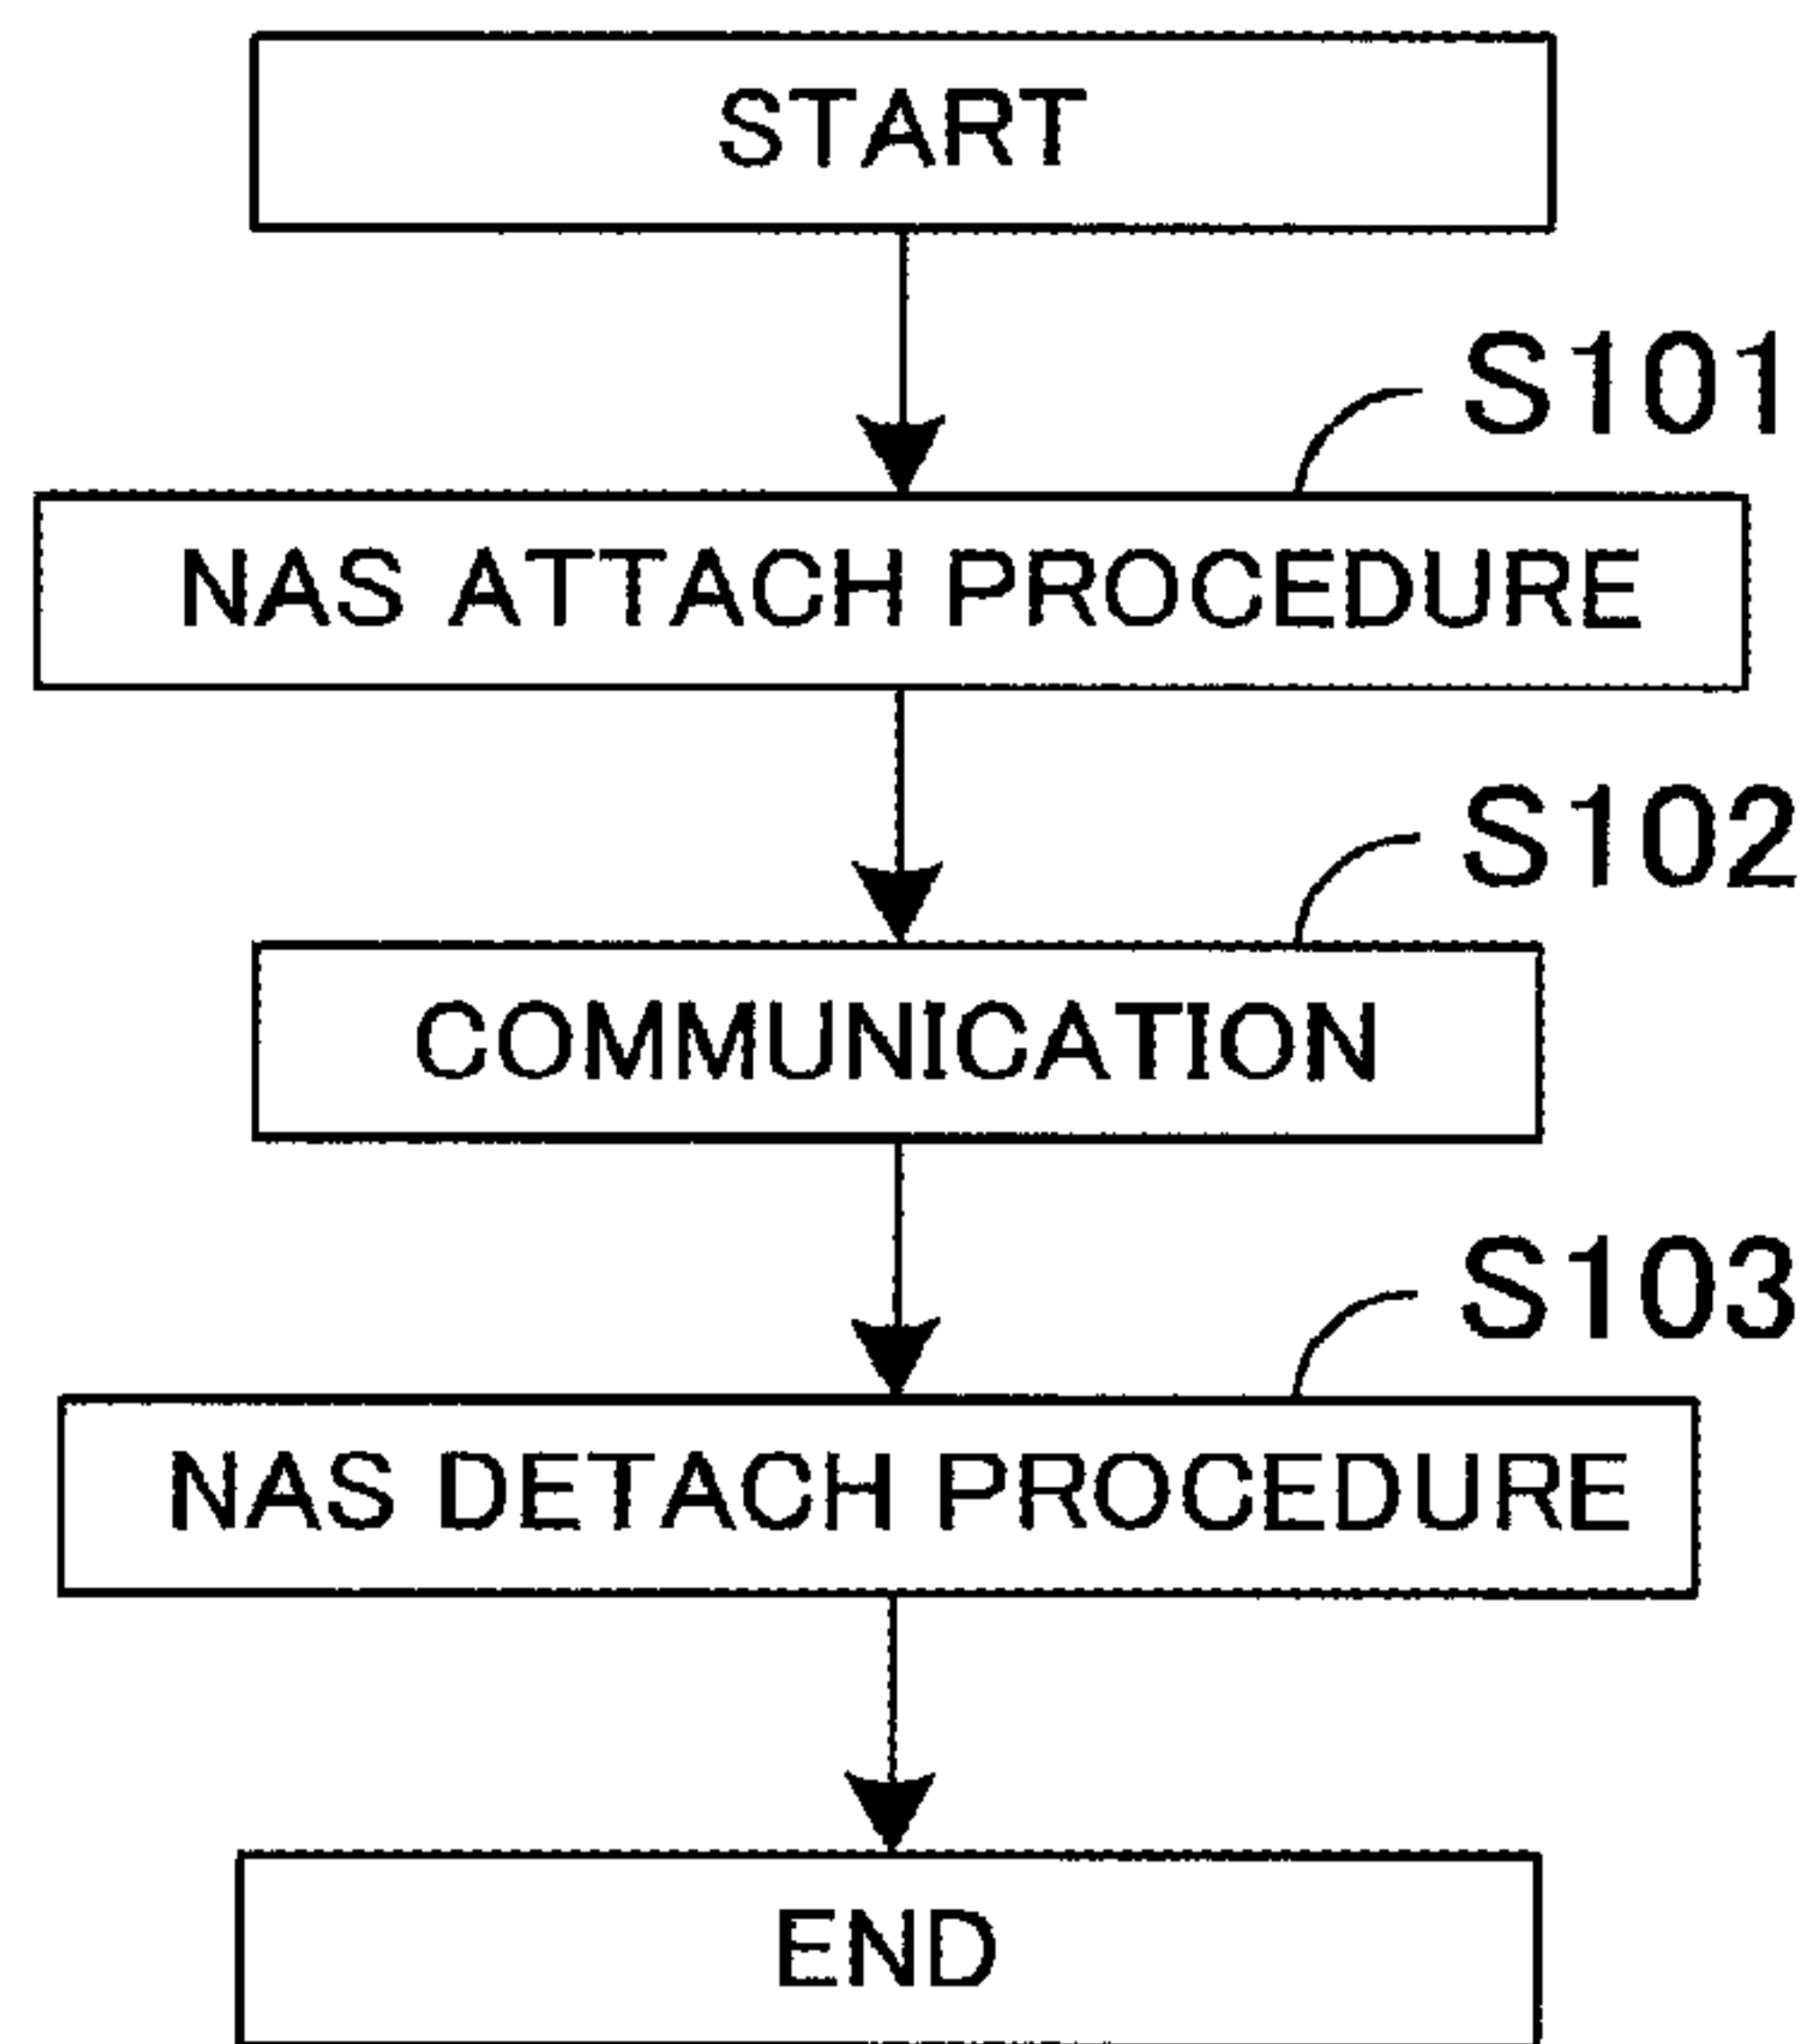 START
S101
NAS ATTACH PROCEDURE
S102
COMMUNICATION
S103
NAS DETACH PROCEDURE
END